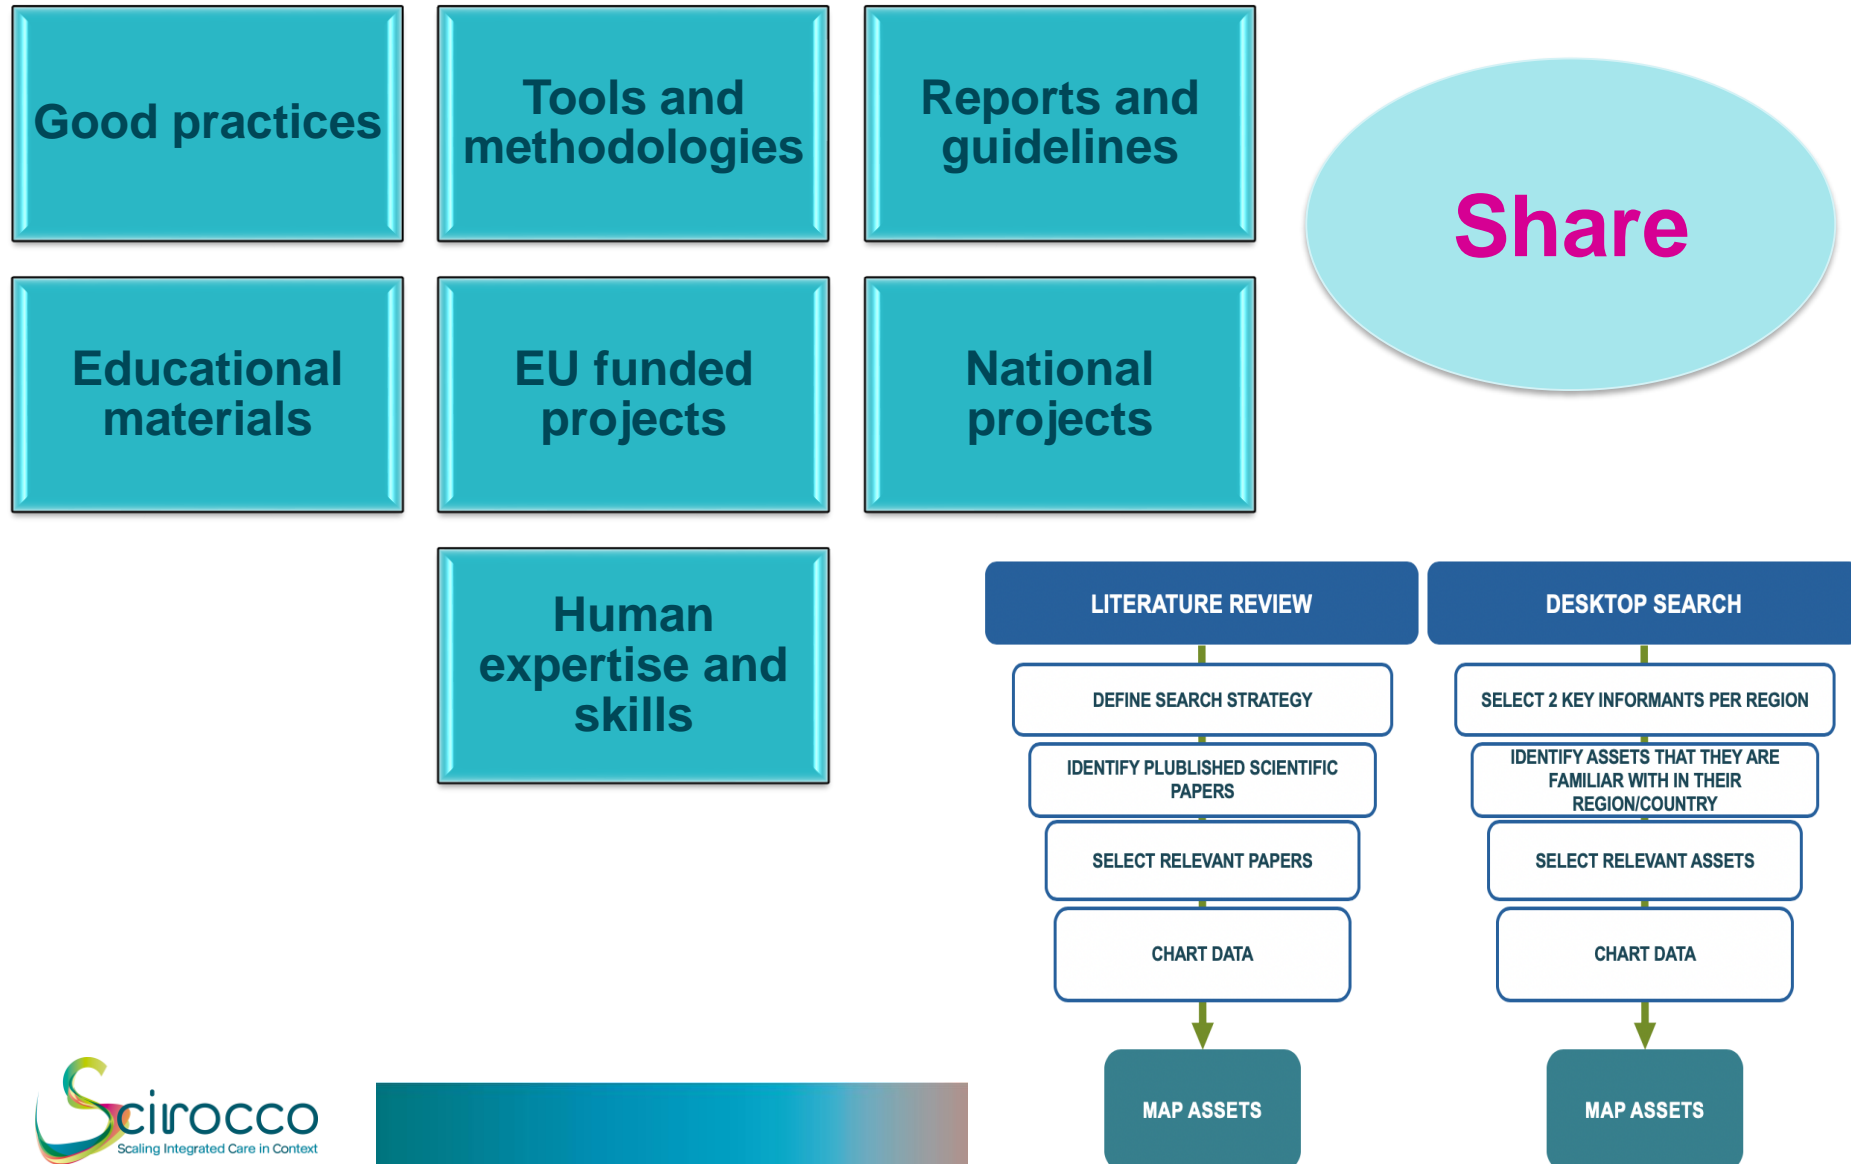 Good practices
Tools and
methodologies
Reports and
guidelines
Share
Educational
materials
EU funded
projects
National
projects
Human
expertise and
skills
LITERATURE REVIEW
DEFINE SEARCH STRATEGY
IDENTIFY PLUBLISHED SCIENTIFIC
PAPERS
SELECT RELEVANT PAPERS
CHART DATA
MAP ASSETS
DESKTOP SEARCH
SELECT 2 KEY INFORMANTS PER REGION
IDENTIFY ASSETS THAT THEY ARE
FAMILIAR WITH IN THEIR
REGION/COUNTRY
SELECT RELEVANT ASSETS
CHART DATA
MAP ASSETS
Scirocco
Scaling Integrated Care in Context